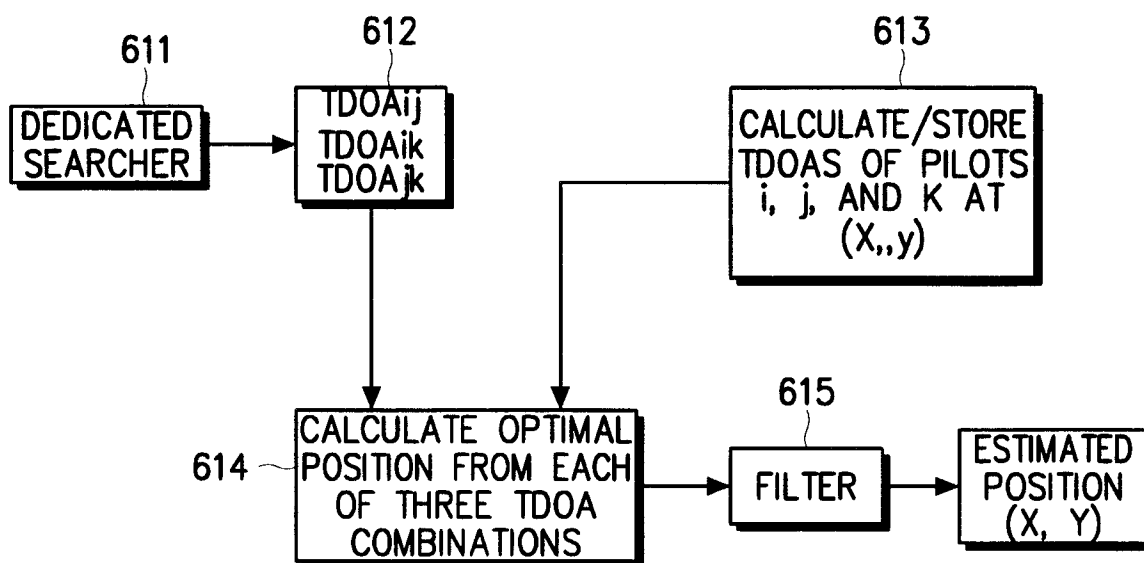 611
DEDICATED
SEARCHER
612
TDOAij
TDOAik
TDOAjk
613
CALCULATE/STORE
TDOAS OF PILOTS
i, j, AND K AT
(X,,y)
614
CALCULATE OPTIMAL
POSITION FROM EACH
OF THREE TDOA
COMBINATIONS
615
FILTER
ESTIMATED
POSITION
(X, Y)